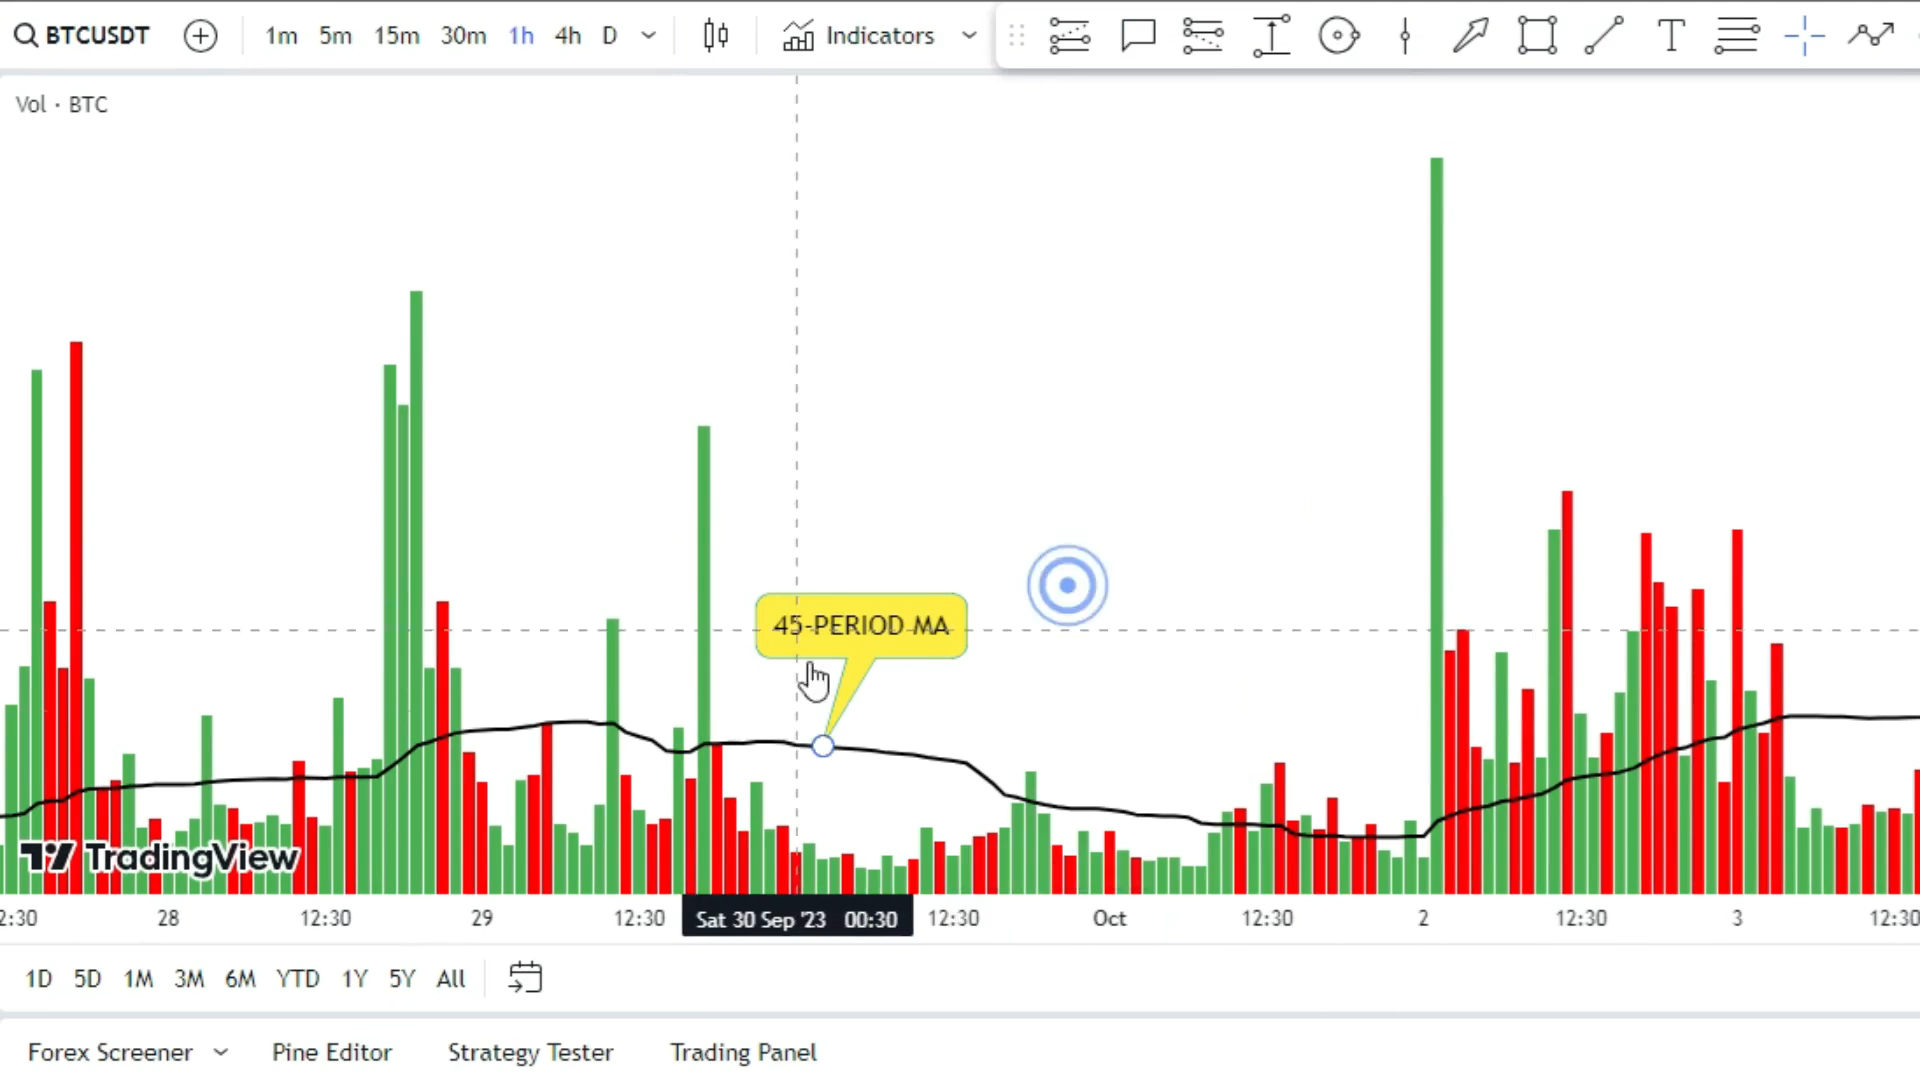 BTCUSDT 1m 5m 15m 30m 1h 4h D Indicators T
Vol · BTC
45-PERIOD MA
TradingView
2:30 28 12:30 29 12:30 Sat 30 Sep '23 00:30 12:30 Oct 12:30 2 12:30 3 12:30
1D 5D 1M 3M 6M YTD 1Y 5Y All
Forex Screener Pine Editor Strategy Tester Trading Panel